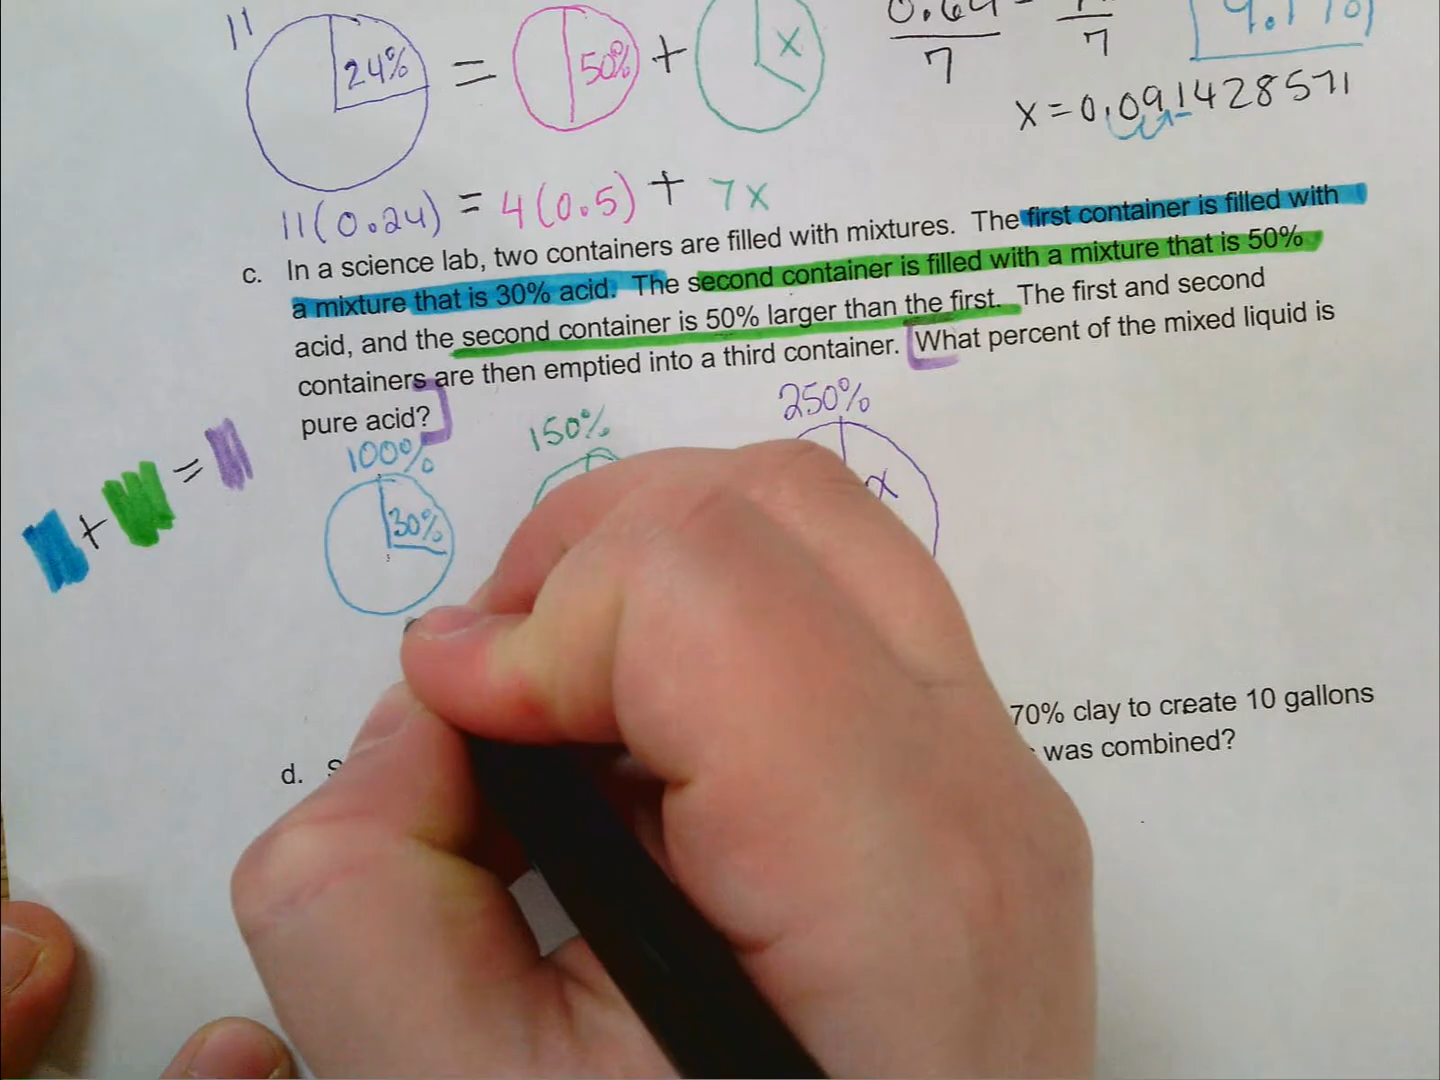 11
24% = 50% + x
7
7
x = 0.091428571
11(0.24) = 4(0.5) + 7x
c. In a science lab, two containers are filled with mixtures. The first container is filled with
a mixture that is 30% acid. The second container is filled with a mixture that is 50%
acid, and the second container is 50% larger than the first. The first and second
containers are then emptied into a third container. What percent of the mixed liquid is
pure acid?
100% 150% 250%
30% x
+ =
d.
70% clay to create 10 gallons
was combined?